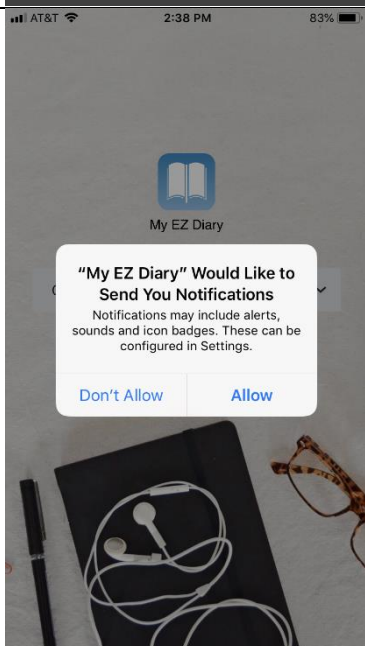 AT&T 2:38 PM 83%
My EZ Diary
“My EZ Diary” Would Like to
Send You Notifications
Notifications may include alerts,
sounds and icon badges. These can be
configured in Settings.
Don’t Allow Allow